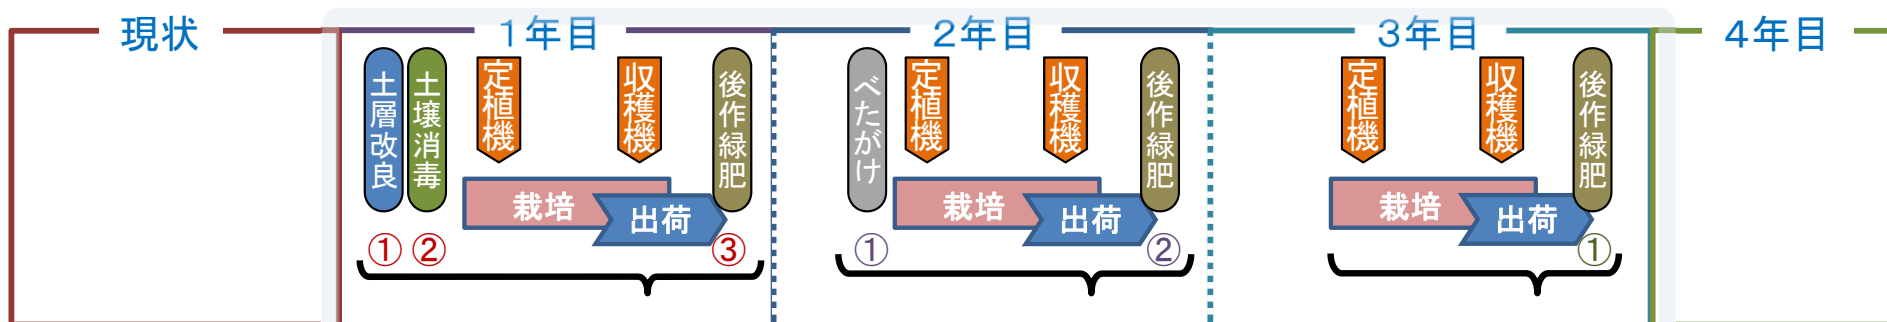 現状
1年目
土層改良
土壌消毒
定植機
収穫機
後作緑肥
栽培
出荷
①
②
③
2年目
べたがけ
定植機
収穫機
後作緑肥
栽培
出荷
①
②
3年目
定植機
収穫機
後作緑肥
栽培
出荷
①
4年目